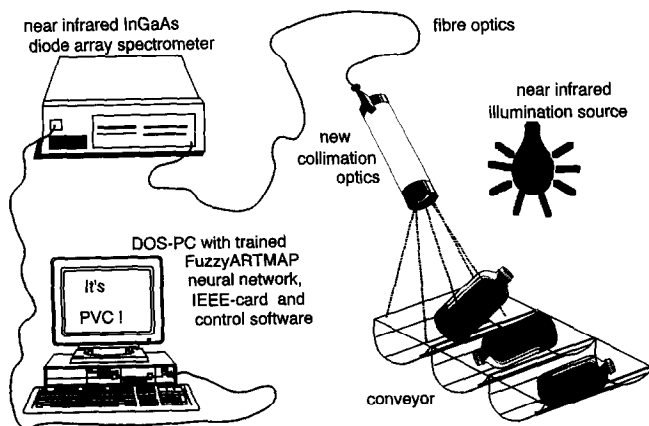 near infrared InGaAs
diode array spectrometer
fibre optics
near infrared
illumination source
new
collimation
optics
DOS-PC with trained
FuzzyARTMAP
neural network,
IEEE-card and
control software
It's
PVC !
conveyor